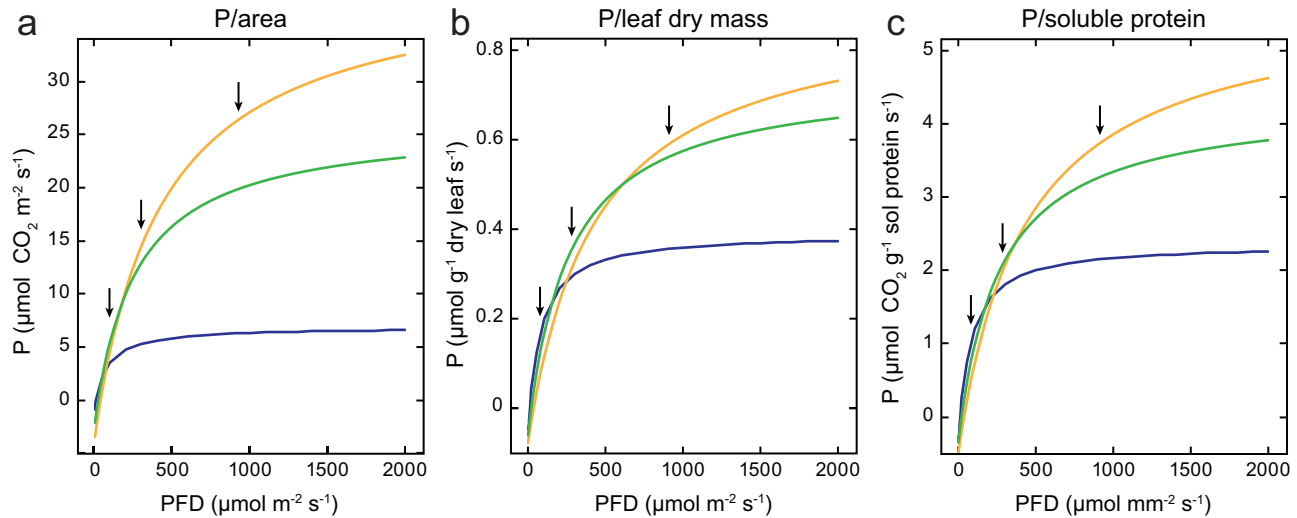 a
P/area
P (µmol CO₂ m⁻² s⁻¹)
30
25
20
15
10
5
0
0 500 1000 1500 2000
PFD (µmol m⁻² s⁻¹)
b
P/leaf dry mass
P (µmol g⁻¹ dry leaf s⁻¹)
0.8
0.6
0.4
0.2
0
0 500 1000 1500 2000
PFD (µmol m⁻² s⁻¹)
c
P/soluble protein
P (µmol CO₂ g⁻¹ sol protein s⁻¹)
5
4
3
2
1
0
0 500 1000 1500 2000
PFD (µmol mm⁻² s⁻¹)